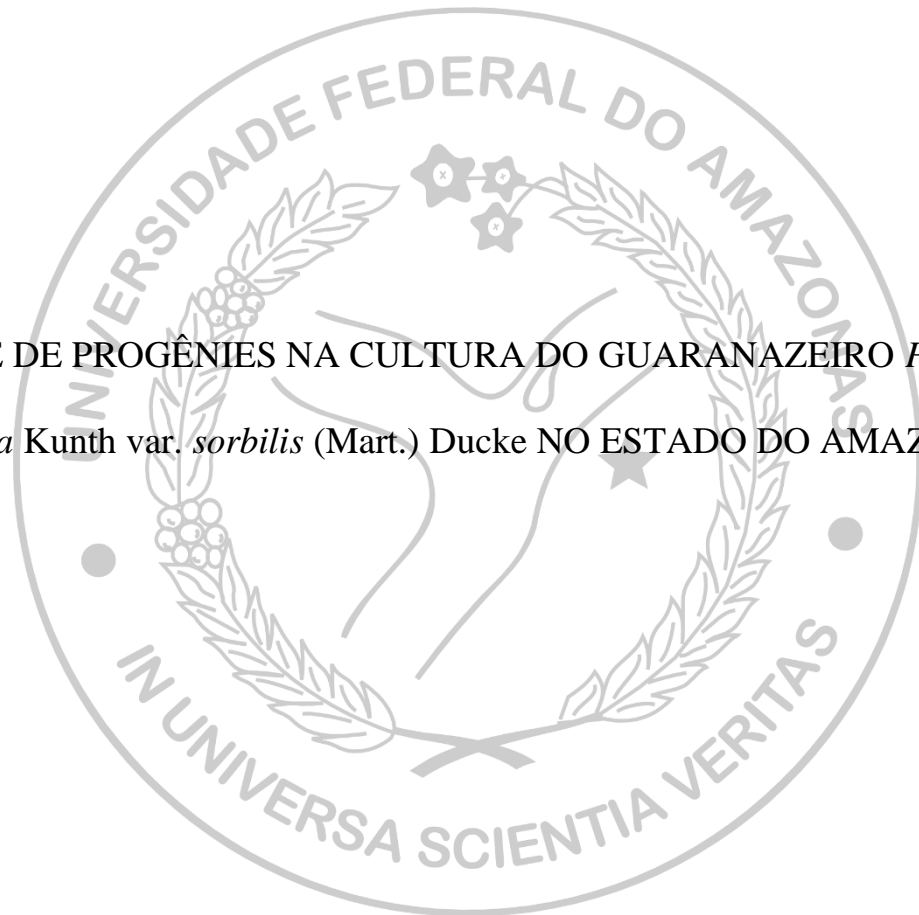 UNIVERSIDADE FEDERAL DO AMAZONAS
DE PROGÊNIES NA CULTURA DO GUARANAZEIRO
Kunth var. sorbilis (Mart.) Ducke NO ESTADO DO
IN UNIVERSA SCIENTIA VERITAS